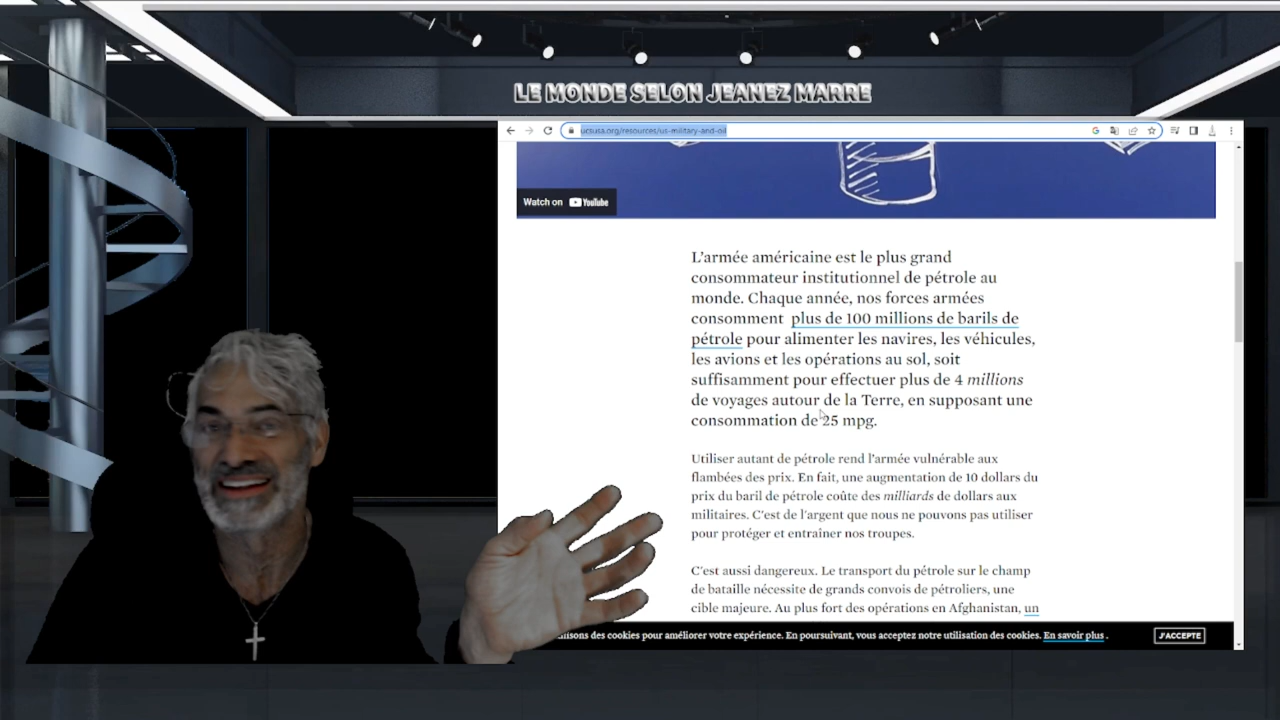 LE MONDE SELON JEANEZ MARRE
ucsusa.org/resources/us-military-and-oil
Watch on YouTube
L'armée américaine est le plus grand
consommateur institutionnel de pétrole au
monde. Chaque année, nos forces armées
consomment plus de 100 millions de barils de
pétrole pour alimenter les navires, les véhicules,
les avions et les opérations au sol, soit
suffisamment pour effectuer plus de 4 millions
de voyages autour de la Terre, en supposant une
consommation de 25 mpg.
Utiliser autant de pétrole rend l'armée vulnérable aux
flambées des prix. En fait, une augmentation de 10 dollars du
prix du baril de pétrole coûte des milliards de dollars aux
militaires. C'est de l'argent que nous ne pouvons pas utiliser
pour protéger et entraîner nos troupes.
C'est aussi dangereux. Le transport du pétrole sur le champ
de bataille nécessite de grands convois de pétroliers, une
cible majeure. Au plus fort des opérations en Afghanistan, un
des cookies pour améliorer votre expérience. En poursuivant, vous acceptez notre utilisation des cookies. En savoir plus . J'ACCEPTE